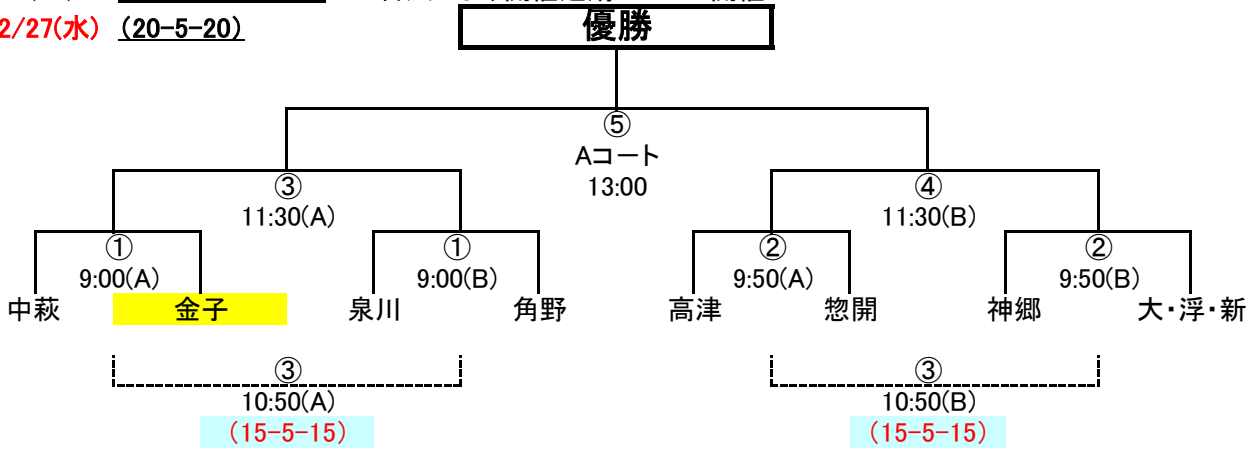 2/27(水) (20-5-20)
優勝
⑤
Aコート
13:00
③ ④
11:30(A) 11:30(B)
① ① ② ②
9:00(A) 9:00(B) 9:50(A) 9:50(B)
中萩 金子 泉川 角野 高津 惣開 神郷 大・浮・新
③ ③
10:50(A) 10:50(B)
(15-5-15) (15-5-15)